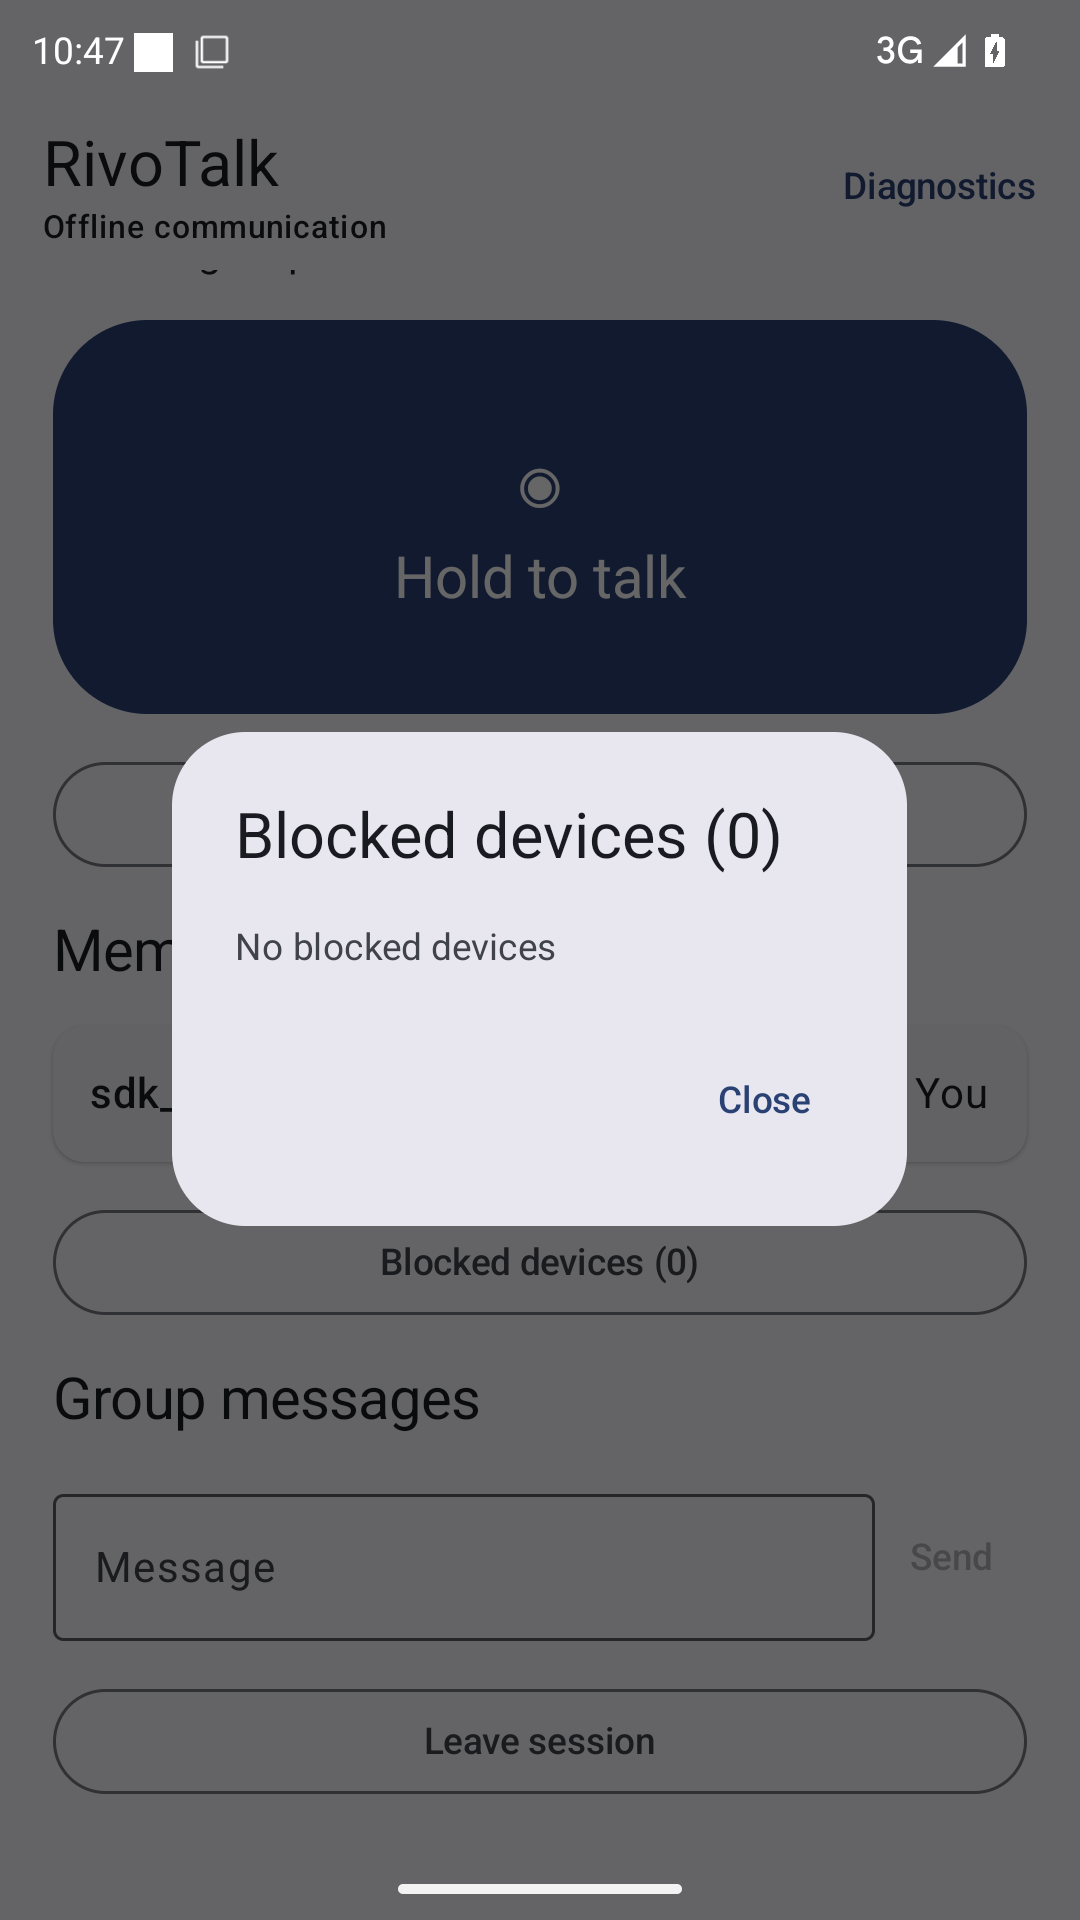 10:47
3G
RivoTalk
Diagnostics
Offline communication
Hold to talk
Blocked devices (0)
No blocked devices
Close
Mem
sdk_
You
Blocked devices (0)
Group messages
Message
Send
Leave session